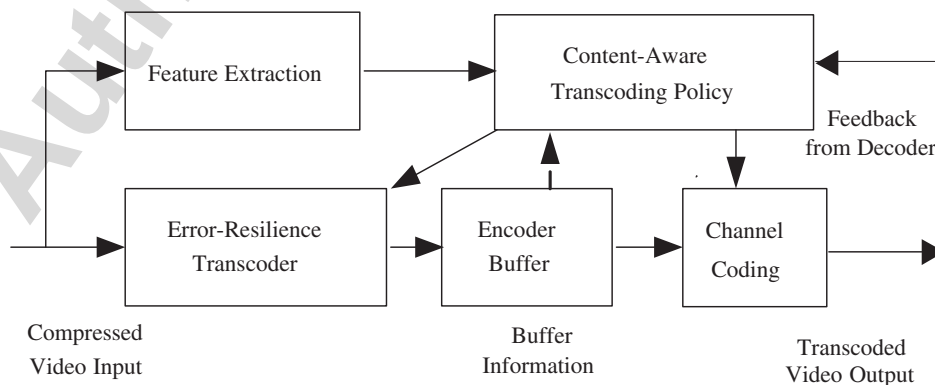 Feature Extraction
Content-Aware
Transcoding Policy
Feedback
from Decoder
Error-Resilience
Transcoder
Encoder
Buffer
Channel
Coding
Compressed
Video Input
Buffer
Information
Transcoded
Video Output